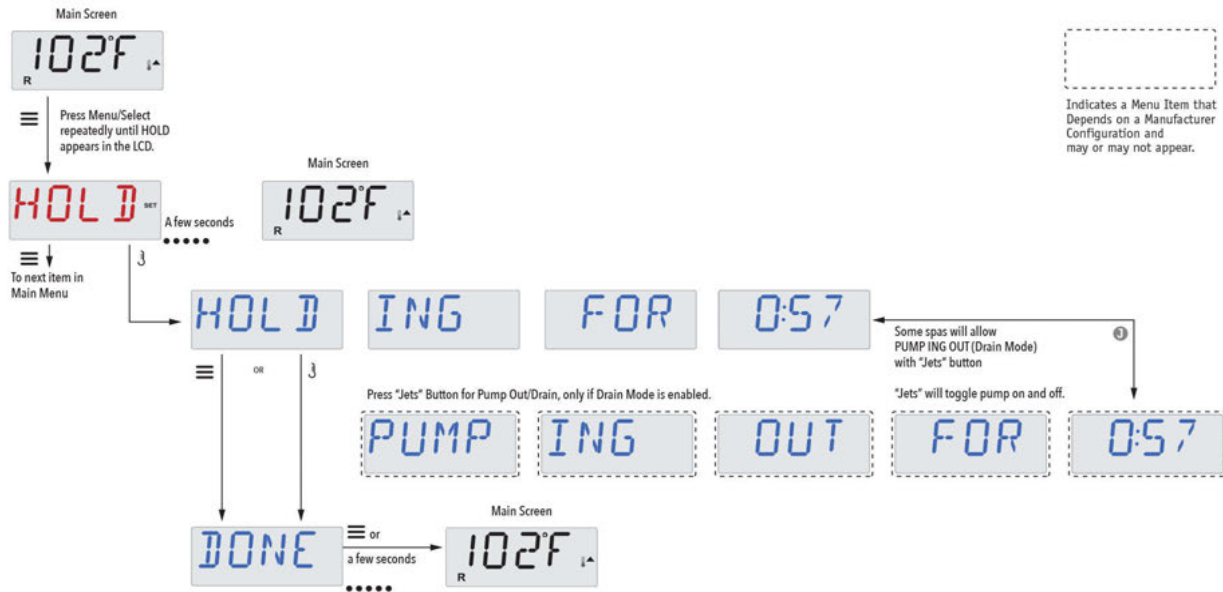 Main Screen
102°F
R
Press Menu/Select
repeatedly until HOLD
appears in the LCD.
Indicates a Menu Item that
Depends on a Manufacturer
Configuration and
may or may not appear.
HOLD SET
A few seconds
Main Screen
102°F
R
To next item in
Main Menu
HOLD ING FOR 0:57
OR
Some spas will allow
PUMP ING OUT (Drain Mode)
with "Jets" button
J
Press "Jets" Button for Pump Out/Drain, only if Drain Mode is enabled.
"Jets" will toggle pump on and off.
PUMP ING OUT FOR 0:57
DONE
or
a few seconds
Main Screen
102°F
R